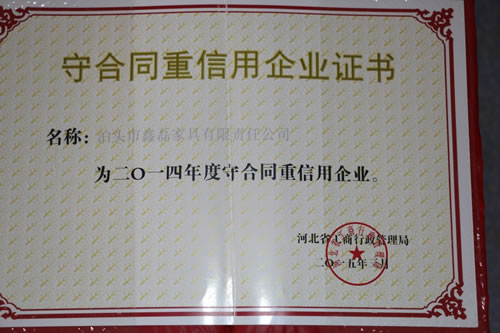 守合同重信用企业证书
名称：泊头市鑫磊家具有限责任公司
为二〇一四年度守合同重信用企业。
河北省工商行政管理局
二〇一五年三月